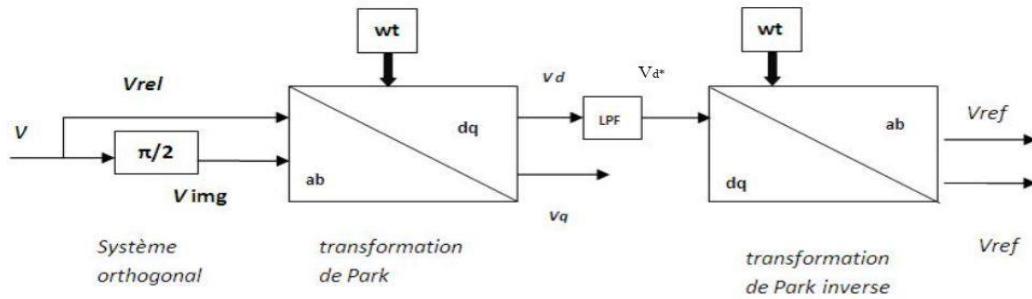 wt
wt
Vrel
Vd
Vd*
V
π/2
dq
LPF
ab
Vref
V img
ab
dq
Vq
Vref
Système
orthogonal
transformation
de Park
transformation
de Park inverse